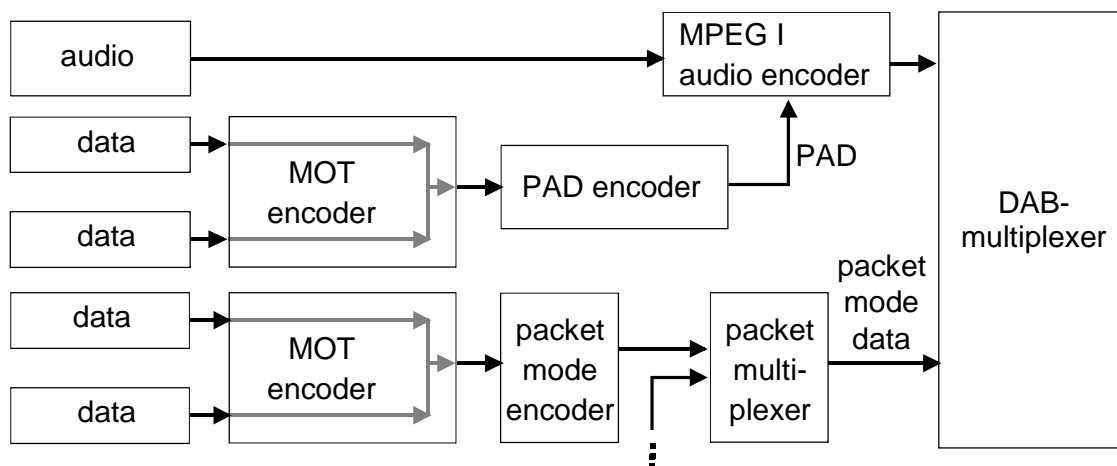 audio
MPEG I
audio encoder
data
MOT
encoder
data
PAD encoder
PAD
DAB-
multiplexer
data
MOT
encoder
data
packet
mode
encoder
packet
multi-
plexer
packet
mode
data